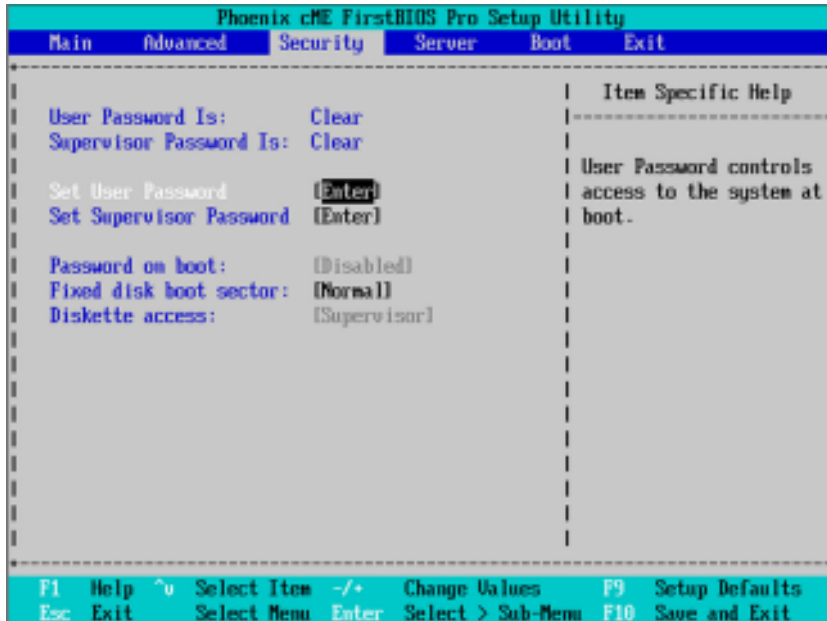 Phoenix cME FirstBIOS Pro Setup Utility
Main Advanced Security Server Boot Exit
Item Specific Help
User Password Is: Clear
Supervisor Password Is: Clear
User Password controls
access to the system at
boot.
Set User Password [Enter]
Set Supervisor Password [Enter]
Password on boot: [Disabled]
Fixed disk boot sector: [Normal]
Diskette access: [Supervisor]
F1 Help ^v Select Item -/+ Change Values F9 Setup Defaults
Esc Exit Select Menu Enter Select > Sub-Menu F10 Save and Exit